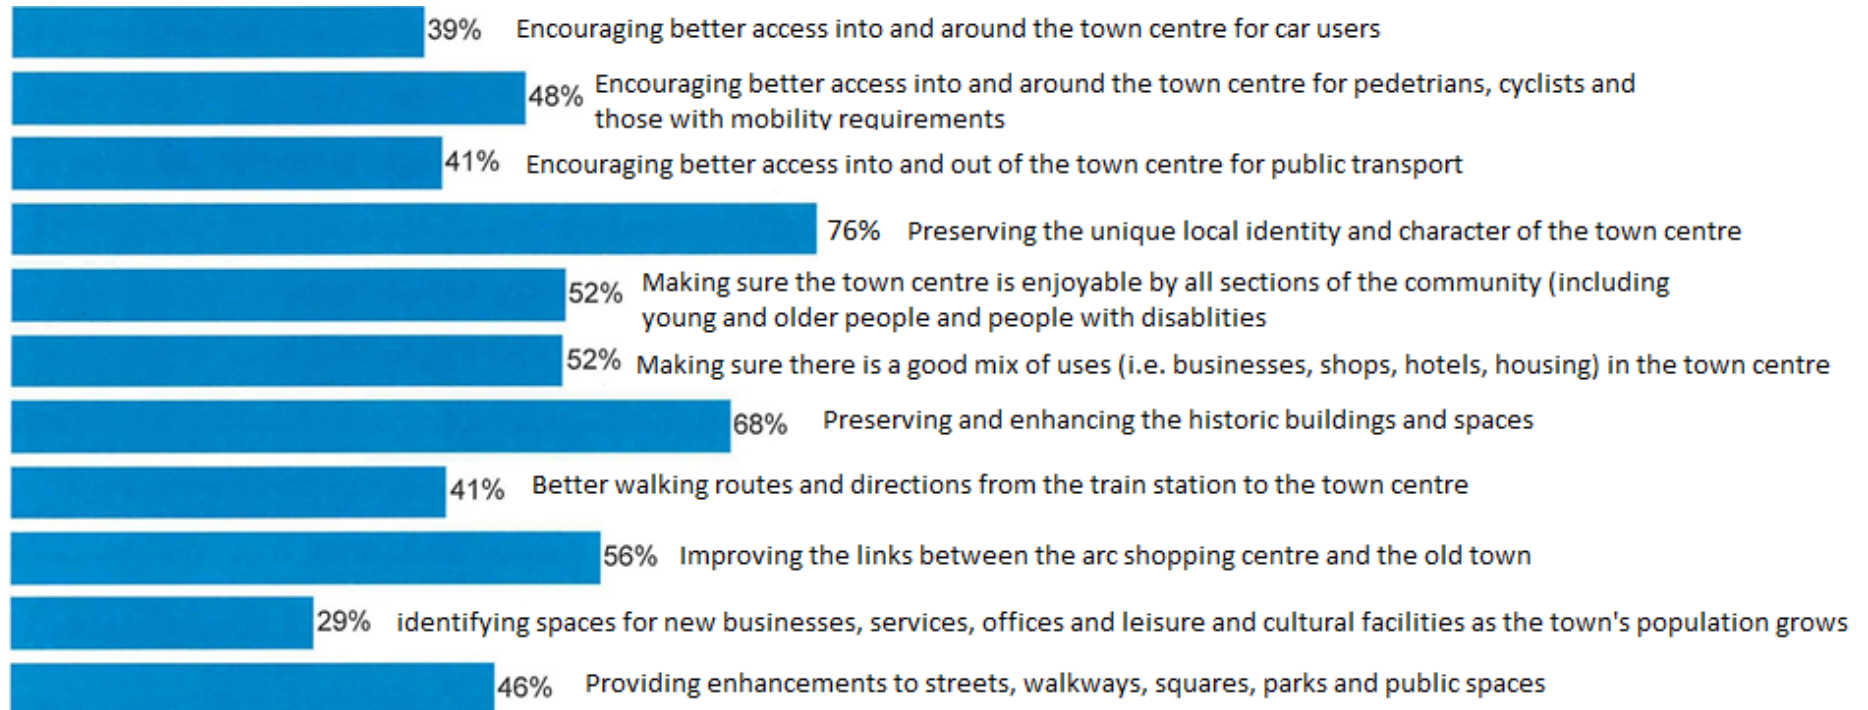 39% Encouraging better access into and around the town centre for car users
48% Encouraging better access into and around the town centre for pedetrians, cyclists and
those with mobility requirements
41% Encouraging better access into and out of the town centre for public transport
76% Preserving the unique local identity and character of the town centre
52% Making sure the town centre is enjoyable by all sections of the community (including
young and older people and people with disablities
52% Making sure there is a good mix of uses (i.e. businesses, shops, hotels, housing) in the town centre
68% Preserving and enhancing the historic buildings and spaces
41% Better walking routes and directions from the train station to the town centre
56% Improving the links between the arc shopping centre and the old town
29% identifying spaces for new businesses, services, offices and leisure and cultural facilities as the town's population grows
46% Providing enhancements to streets, walkways, squares, parks and public spaces